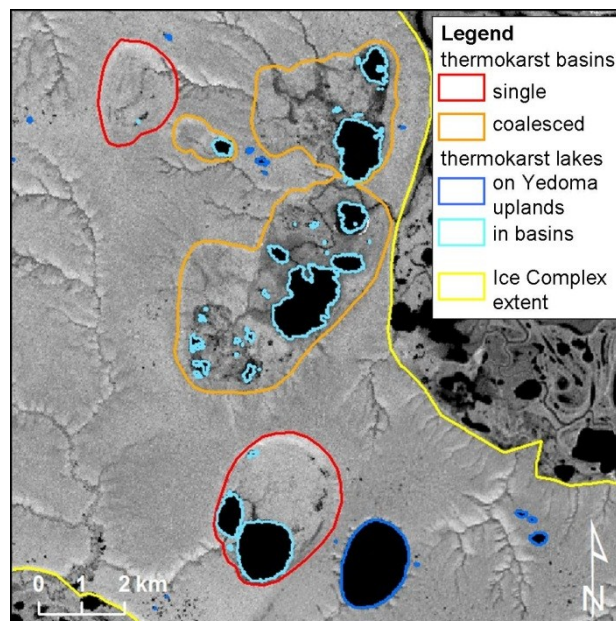 Legend
thermokarst basins
single
coalesced
thermokarst lakes
on Yedoma
uplands
in basins
Ice Complex
extent
0 1 2 km
N